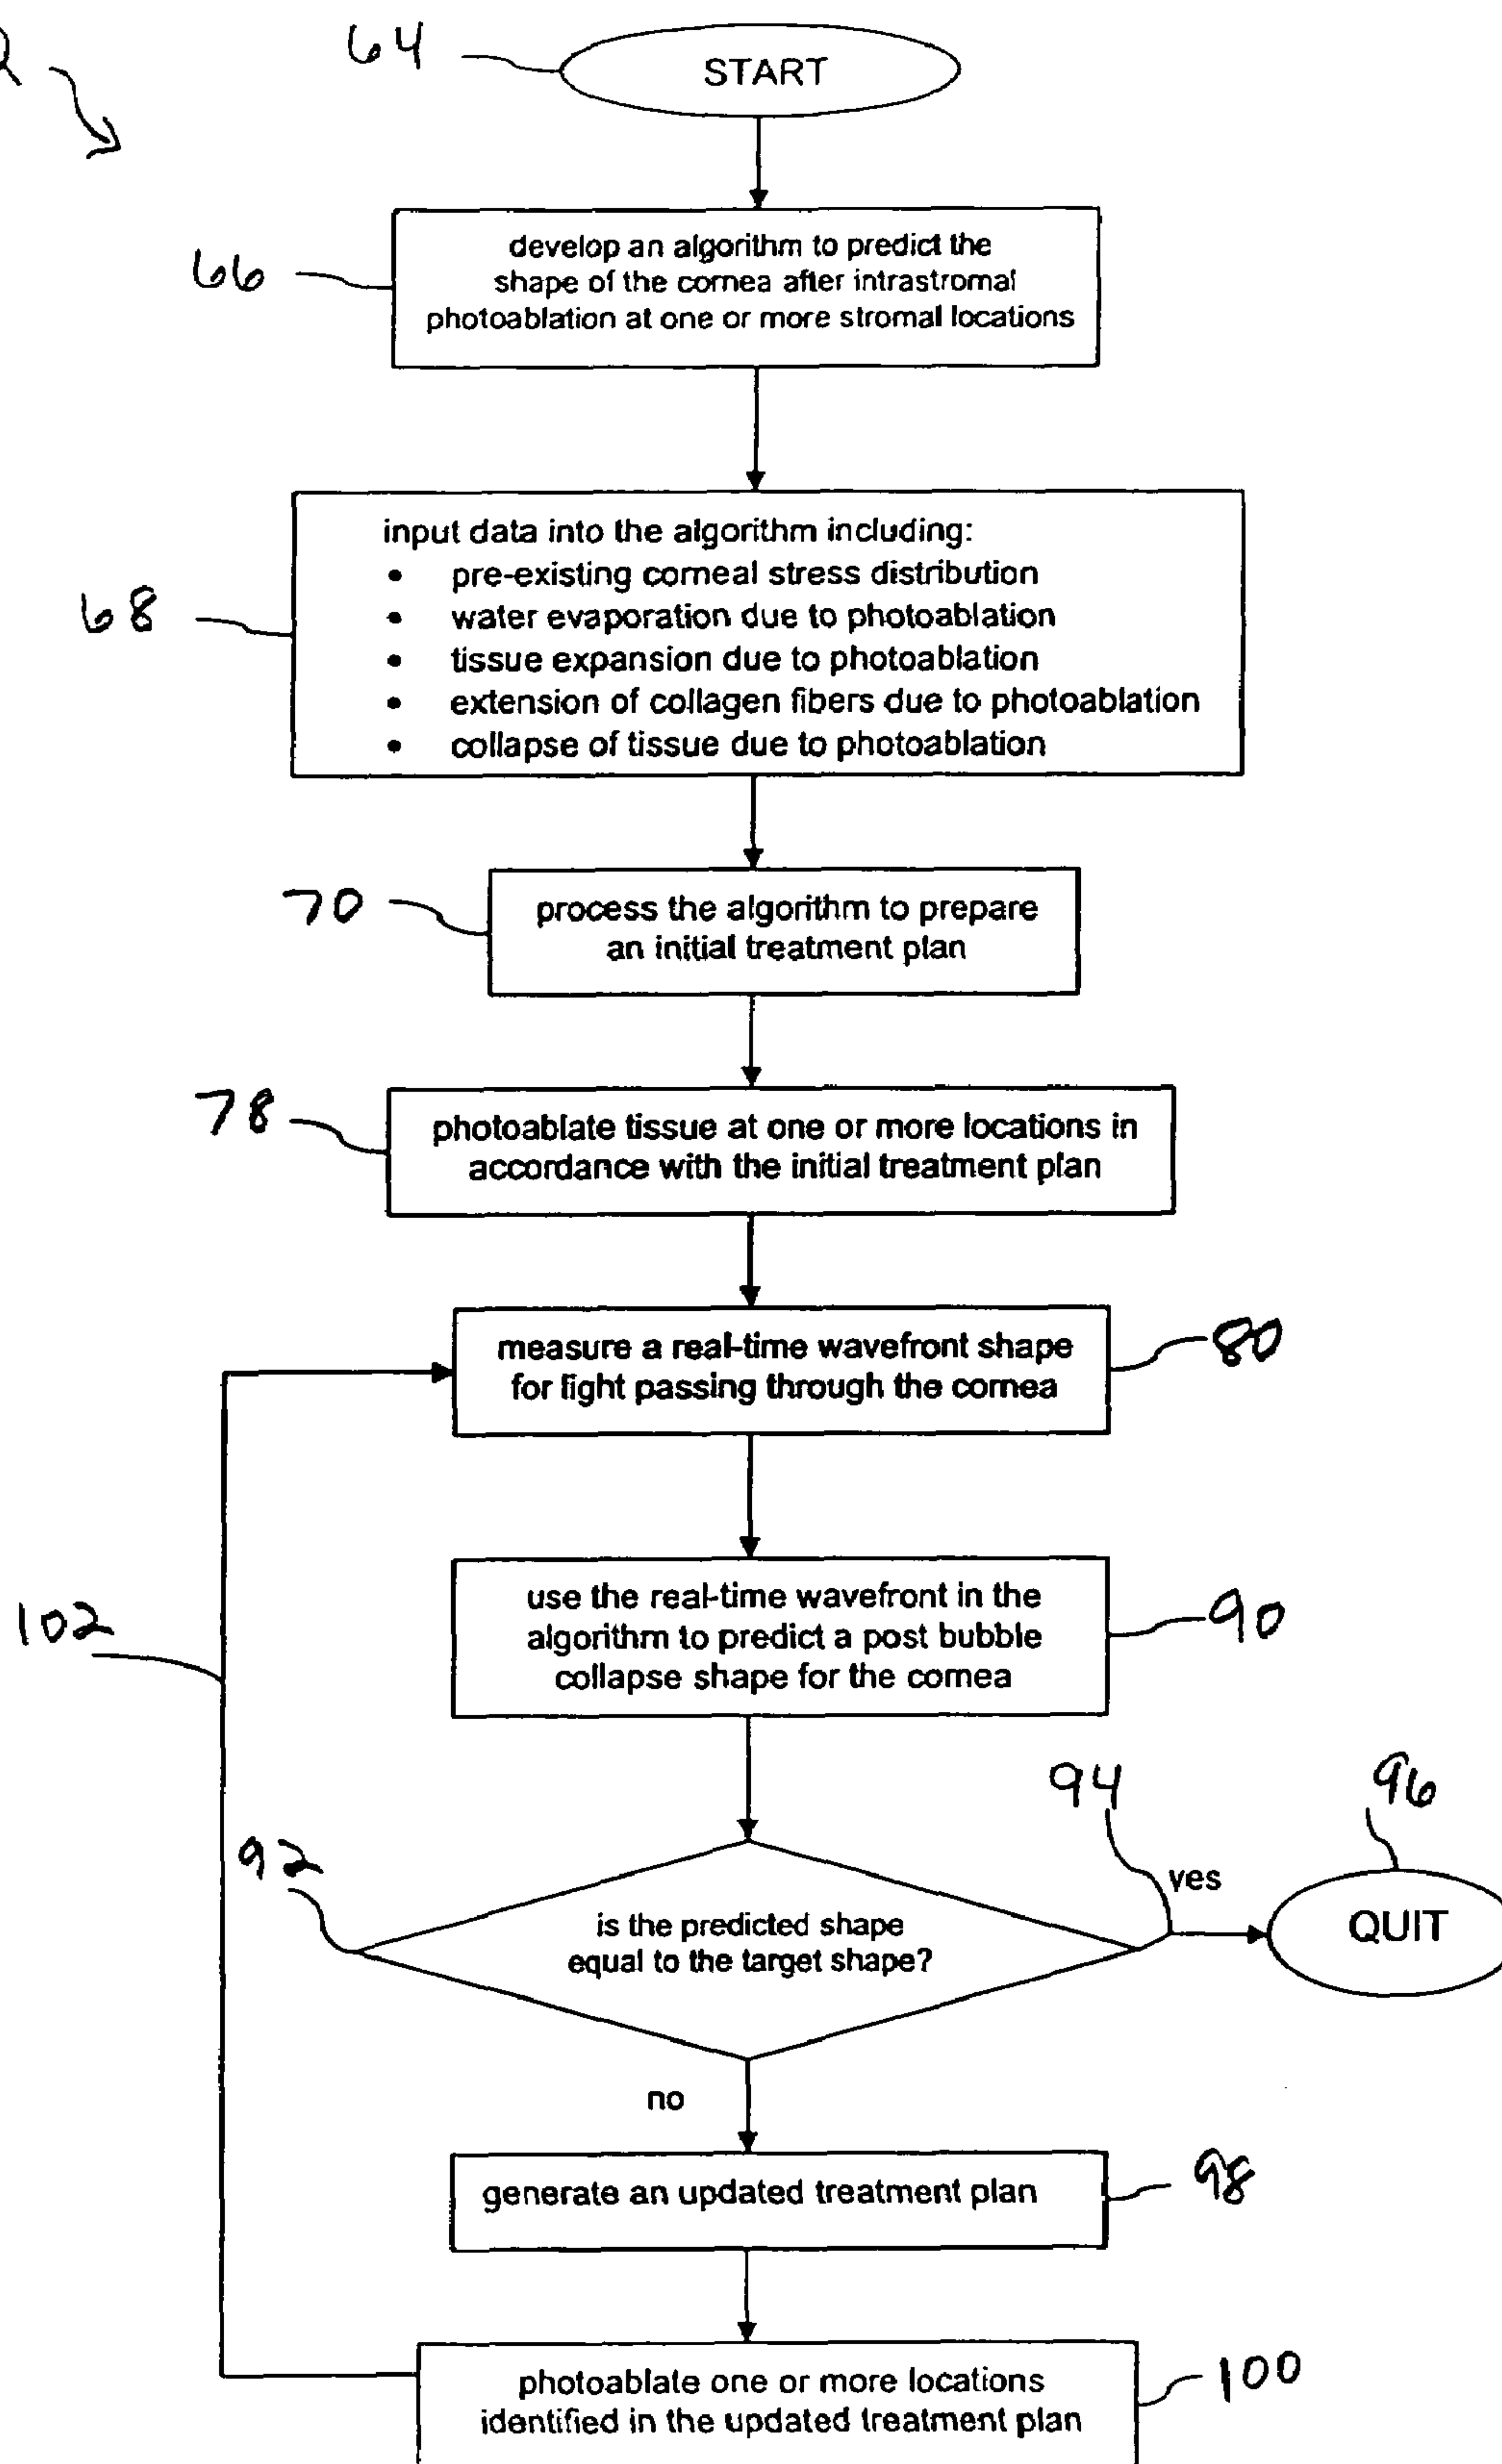 64
START
66
develop an algorithm to predict the
shape of the cornea after intrastromal
photoablation at one or more stromal locations
68
input data into the algorithm including:
• pre-existing corneal stress distribution
• water evaporation due to photoablation
• tissue expansion due to photoablation
• extension of collagen fibers due to photoablation
• collapse of tissue due to photoablation
70
process the algorithm to prepare
an initial treatment plan
78
photoablate tissue at one or more locations in
accordance with the initial treatment plan
80
measure a real-time wavefront shape
for light passing through the cornea
90
use the real-time wavefront in the
algorithm to predict a post bubble
collapse shape for the cornea
102
92
is the predicted shape
equal to the target shape?
94
yes
96
QUIT
no
98
generate an updated treatment plan
100
photoablate one or more locations
identified in the updated treatment plan